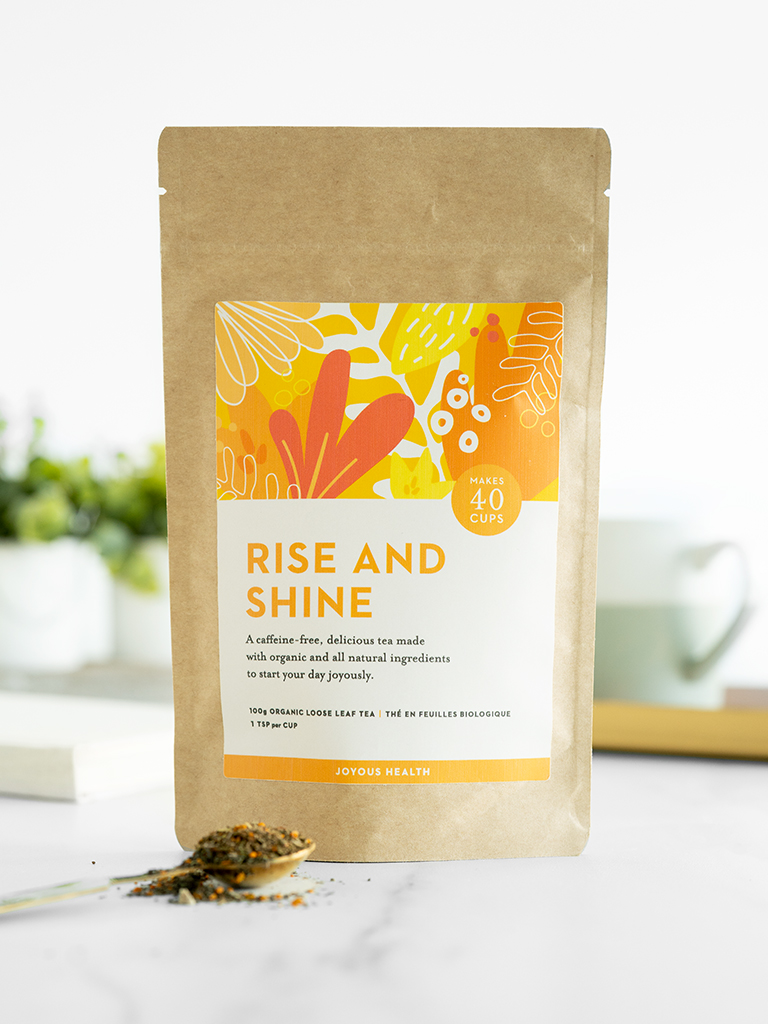 MAKES
40
CUPS
RISE AND
SHINE
A caffeine-free, delicious tea made
with organic and all natural ingredients
to start your day joyously.
100g ORGANIC LOOSE LEAF TEA | THÉ EN FEUILLES BIOLOGIQUE
1 TSP per CUP
JOYOUS HEALTH